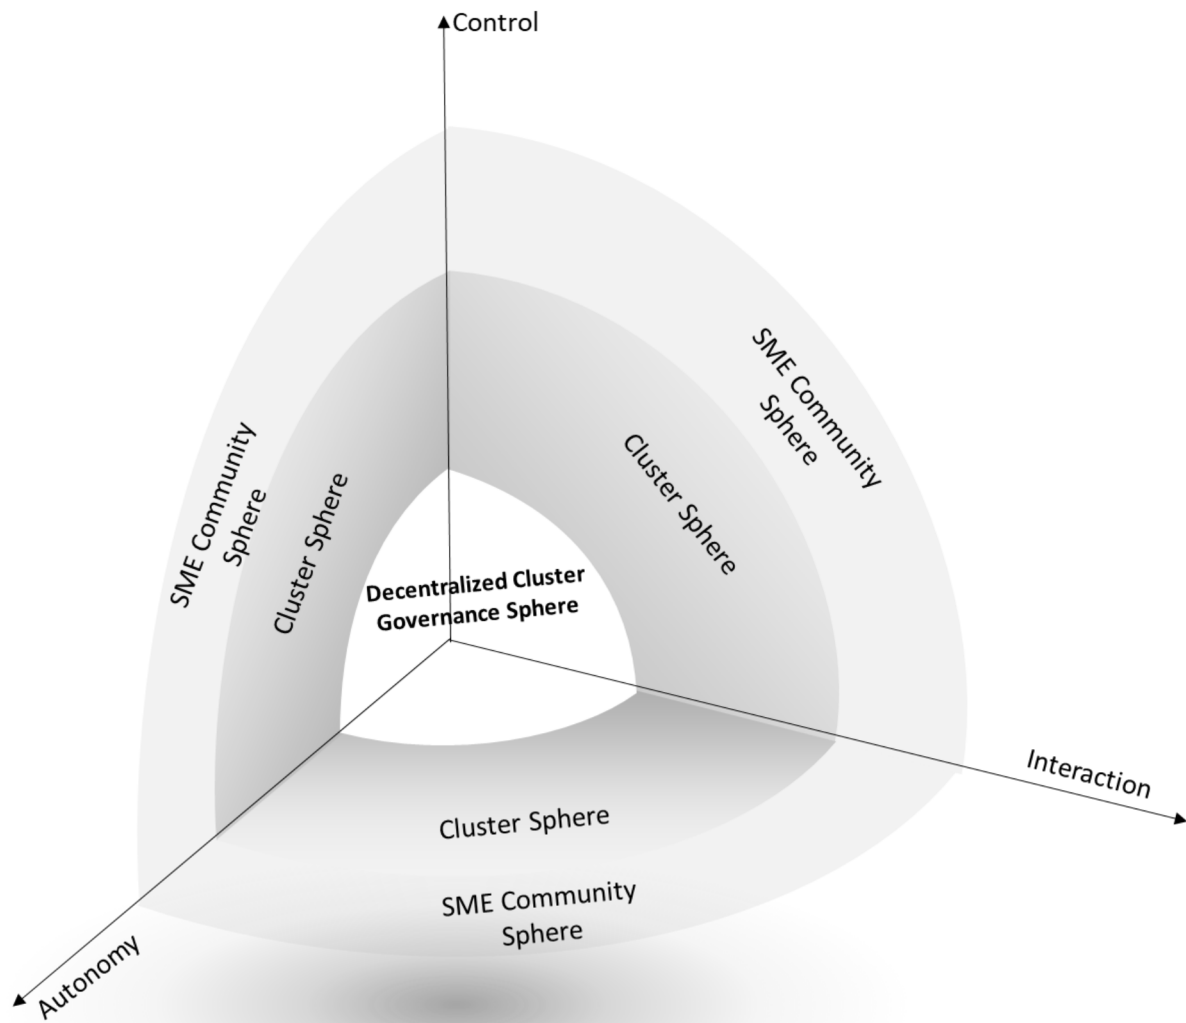 Control
SME Community
Sphere
Cluster Sphere
SME Community
Sphere
Cluster Sphere
Decentralized Cluster
Governance Sphere
Interaction
Cluster Sphere
SME Community
Sphere
Autonomy